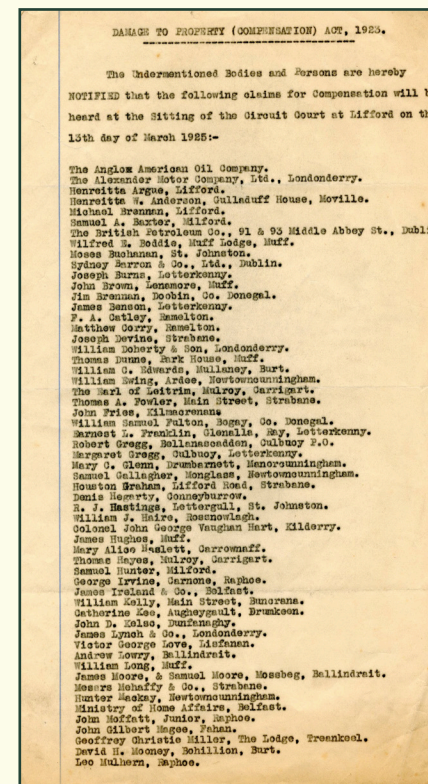 DAMAGE TO PROPERTY (COMPENSATION) ACT, 1923.
The Undermentioned Bodies and Persons are hereby
NOTIFIED that the following claims for Compensation will b
heard at the Sitting of the Circuit Court at Lifford on th
13th day of March 1925:-
The Anglox American Oil Company.
The Alexander Motor Company, Ltd., Londonderry.
Henreitta Argue, Lifford.
Henreitta W. Anderson, Gulladuff House, Moville.
Michael Brennan, Lifford.
Samuel A. Baxter, Milford.
The British Petroleum Co., 91 & 93 Middle Abbey St., Dubli
Wilfred E. Boddie, Muff Lodge, Muff.
Moses Buchanan, St. Johnston.
Sydney Barron & Co., Ltd., Dublin.
Joseph Burns, Letterkenny.
John Brown, Lenamore, Muff.
Jim Brennan, Doobin, Co. Donegal.
James Benson, Letterkenny.
F. A. Catley, Ramelton.
Matthew Corry, Ramelton.
Joseph Devine, Strabane.
William Doherty & Son, Londonderry.
Thomas Dunne, Park House, Muff.
William C. Edwards, Mullaney, Burt.
William Ewing, Ardee, Newtowncunningham.
The Earl of Leitrim, Mulroy, Carrigart.
Thomas A. Fowler, Main Street, Strabane.
John Fries, Kilmacrenans
William Samuel Fulton, Bogay, Co. Donegal.
Earnest L. Franklin, Glenalla, Ray, Letterkenny.
Robert Gregg, Bellanascadden, Culbuoy P.O.
Margaret Gregg, Culbuoy, Letterkenny.
Mary C. Glenn, Drumbarnett, Manorcunningham.
Samuel Gallagher, Monglass, Newtowncunningham.
Houston Graham, Lifford Road, Strabane.
Denis Hegarty, Conneyburrow.
R. J. Hastings, Lettergull, St. Johnston.
William J. Haire, Rossnowlagh.
Colonel John George Vaughan Hart, Kilderry.
James Hughes, Muff.
Mary Alice Haslett, Carrownaff.
Thomas Hayes, Mulroy, Carrigart.
Samuel Hunter, Milford.
George Irvine, Carnone, Raphoe.
James Ireland & Co., Belfast.
William Kelly, Main Street, Buncrana.
Catherine Kee, Augheygault, Drumkeen.
John D. Kelso, Dunfanaghy.
James Lynch & Co., Londonderry.
Victor George Love, Lisfanan.
Andrew Lowry, Ballindrait.
William Long, Muff.
James Moore, & Samuel Moore, Mossbeg, Ballindrait.
Messrs Mehaffy & Co., Strabane.
Hunter Mackay, Newtowncunningham.
Ministry of Home Affairs, Belfast.
John Moffatt, Junior, Raphoe.
John Gilbert Magee, Fahan.
Geoffrey Christie Miller, The Lodge, Treankeel.
David H. Mooney, Bohillion, Burt.
Leo Mulhern, Raphoe.